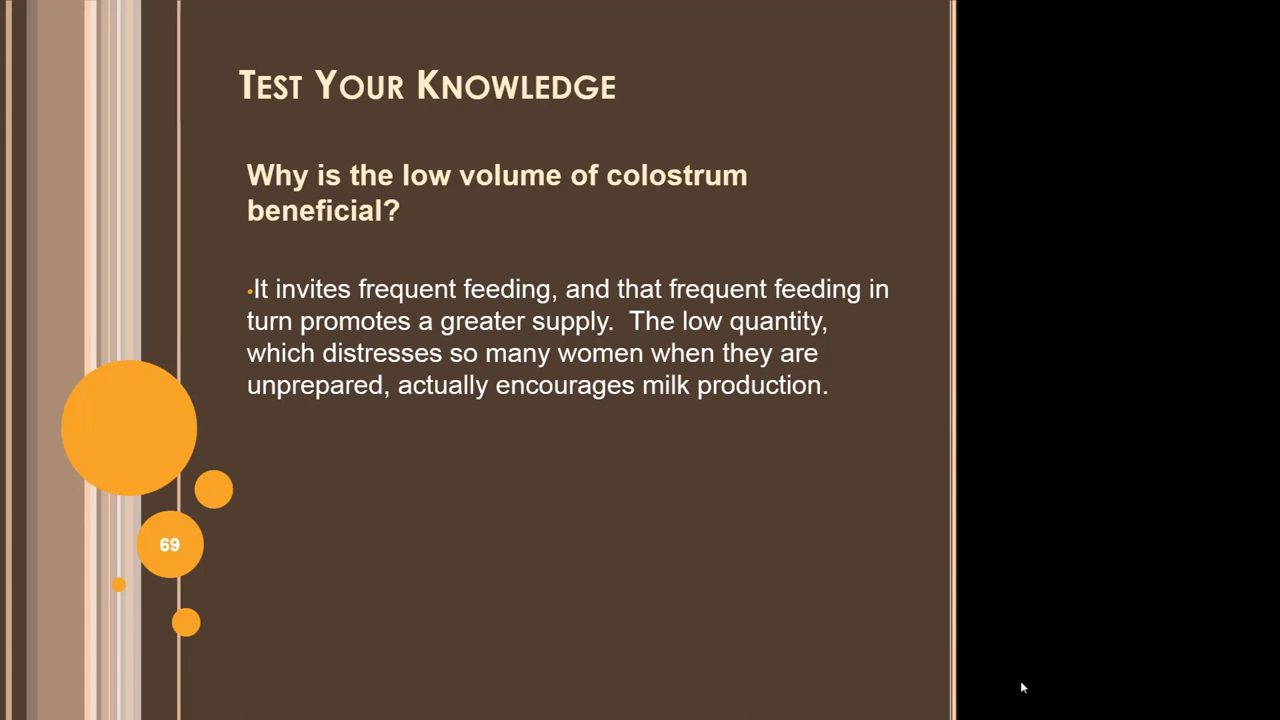 Test Your Knowledge
Why is the low volume of colostrum
beneficial?
•It invites frequent feeding, and that frequent feeding in
turn promotes a greater supply.  The low quantity,
which distresses so many women when they are
unprepared, actually encourages milk production.
69